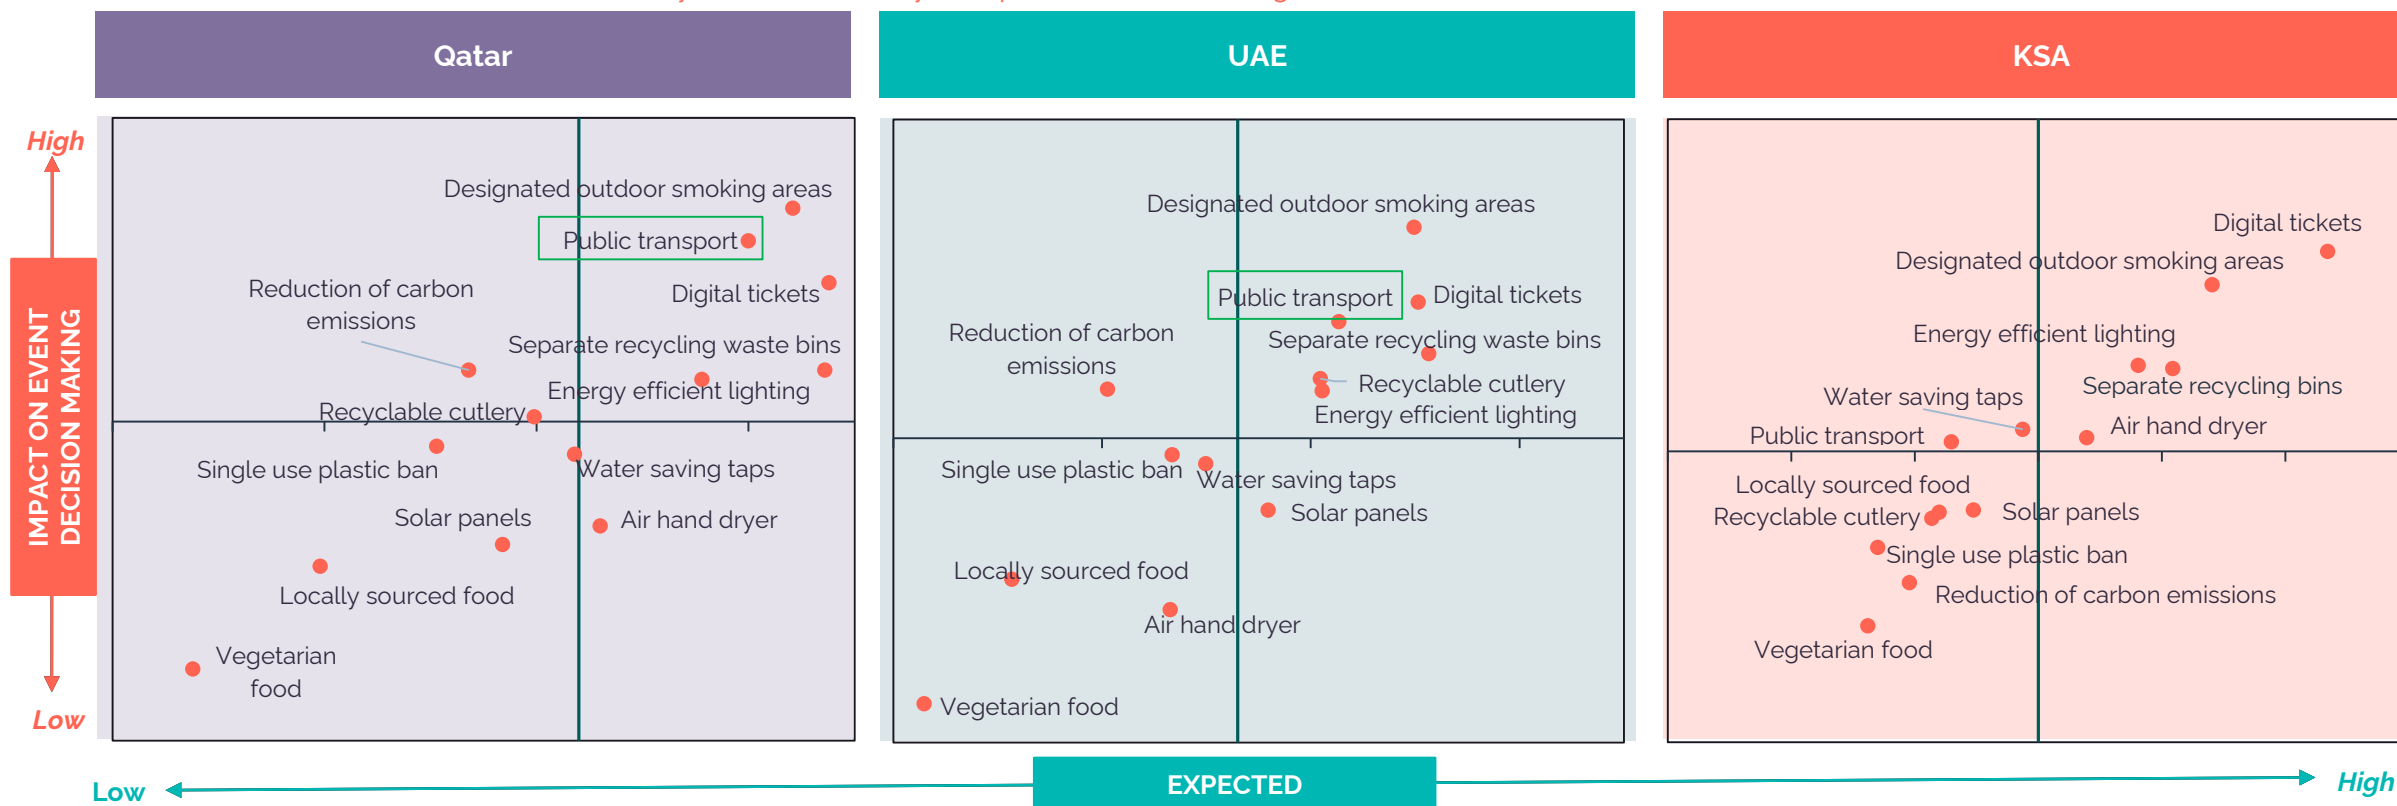 Qatar
UAE
KSA
High
IMPACT ON EVENT
DECISION MAKING
Low
Designated outdoor smoking areas
Public transport
Reduction of carbon
emissions
Digital tickets
Separate recycling waste bins
Energy efficient lighting
Recyclable cutlery
Single use plastic ban
Water saving taps
Solar panels
Air hand dryer
Locally sourced food
Vegetarian
food
Designated outdoor smoking areas
Public transport
Digital tickets
Reduction of carbon
emissions
Separate recycling waste bins
Recyclable cutlery
Energy efficient lighting
Single use plastic ban
Water saving taps
Solar panels
Locally sourced food
Air hand dryer
Vegetarian food
Digital tickets
Designated outdoor smoking areas
Energy efficient lighting
Separate recycling bins
Water saving taps
Public transport
Air hand dryer
Locally sourced food
Recyclable cutlery
Solar panels
Single use plastic ban
Reduction of carbon emissions
Vegetarian food
Low
EXPECTED
High